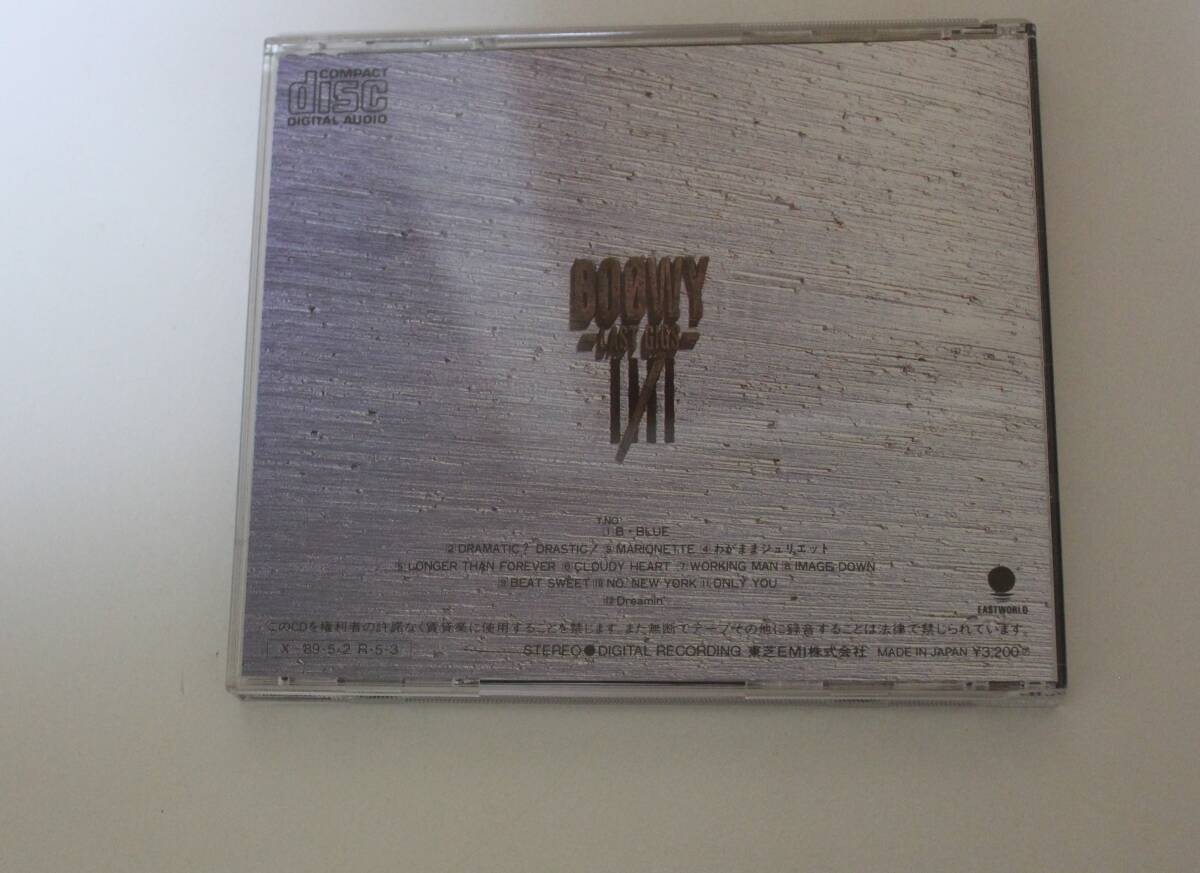 COMPACT
disc
DIGITAL AUDIO
BOØWY
-LAST GIGS-
T.NO.
1 B・BLUE
2 DRAMATIC? DRASTIC! 3 MARIONETTE 4 わがままジュリエット
5 LONGER THAN FOREVER 6 CLOUDY HEART 7 WORKING MAN 8 IMAGE DOWN
9 BEAT SWEET 10 NO. NEW YORK 11 ONLY YOU
12 Dreamin'
EASTWORLD
このCDを権利者の許諾なく賃貸業に使用することを禁じます。また無断でテープその他に録音することは法律で禁じられています。
X -89・5・2 R・5・3
STEREO●DIGITAL RECORDING 東芝EMI株式会社 MADE IN JAPAN ¥3,200